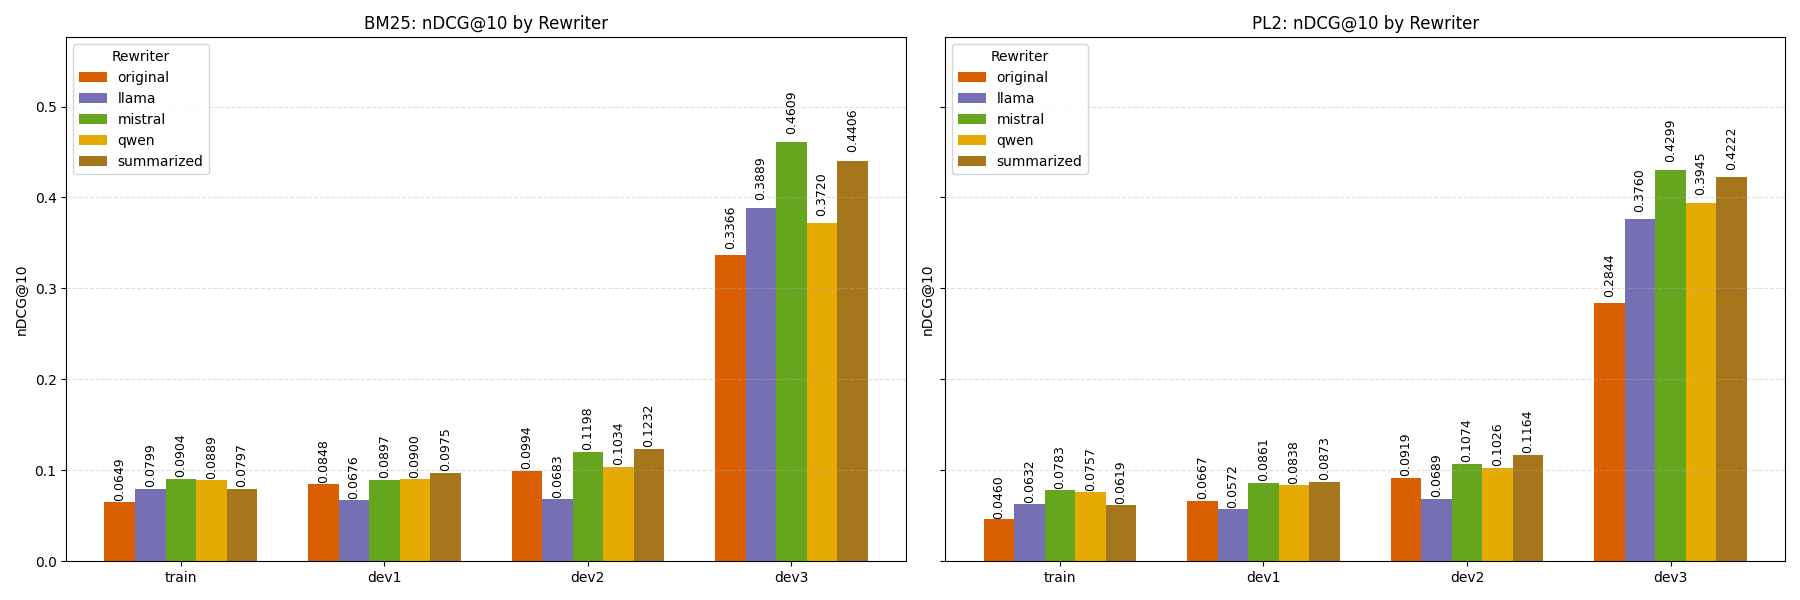 BM25: nDCG@10 by Rewriter
nDCG@10
0.5
0.4
0.3
0.2
0.1
0.0
Rewriter
original
llama
mistral
qwen
summarized
0.0649
0.0799
0.0904
0.0889
0.0797
0.0848
0.0676
0.0897
0.0900
0.0975
0.0994
0.0683
0.1198
0.1034
0.1232
0.3366
0.3889
0.4609
0.3720
0.4406
train
dev1
dev2
dev3
PL2: nDCG@10 by Rewriter
nDCG@10
Rewriter
original
llama
mistral
qwen
summarized
0.0460
0.0632
0.0783
0.0757
0.0619
0.0667
0.0572
0.0861
0.0838
0.0873
0.0919
0.0689
0.1074
0.1026
0.1164
0.2844
0.3760
0.4299
0.3945
0.4222
train
dev1
dev2
dev3